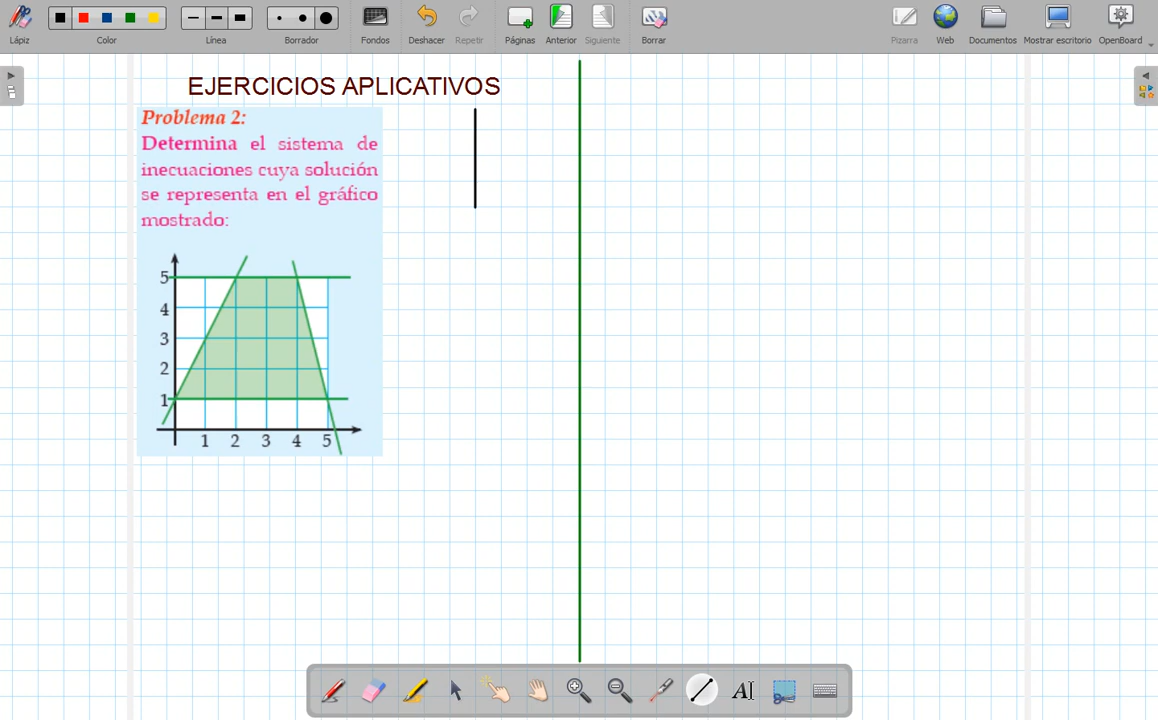 Lápiz Color Línea Borrador Fondos Deshacer Repetir Páginas Anterior Siguiente Borrar Pizarra Web Documentos Mostrar escritorio OpenBoard
EJERCICIOS APLICATIVOS
Problema 2:
Determina el sistema de
inecuaciones cuya solución
se representa en el gráfico
mostrado:
5
4
3
2
1
1 2 3 4 5
AI